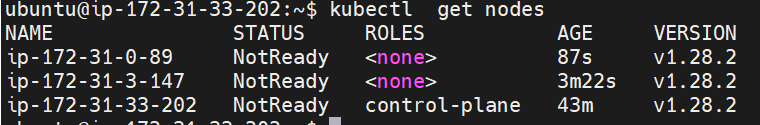 ubuntu@ip-172-31-33-202:~$ kubectl  get nodes
NAME               STATUS     ROLES           AGE     VERSION
ip-172-31-0-89     NotReady   <none>          87s     v1.28.2
ip-172-31-3-147    NotReady   <none>          3m22s   v1.28.2
ip-172-31-33-202   NotReady   control-plane   43m     v1.28.2
ubuntu@ip-172-31-33-202:~$